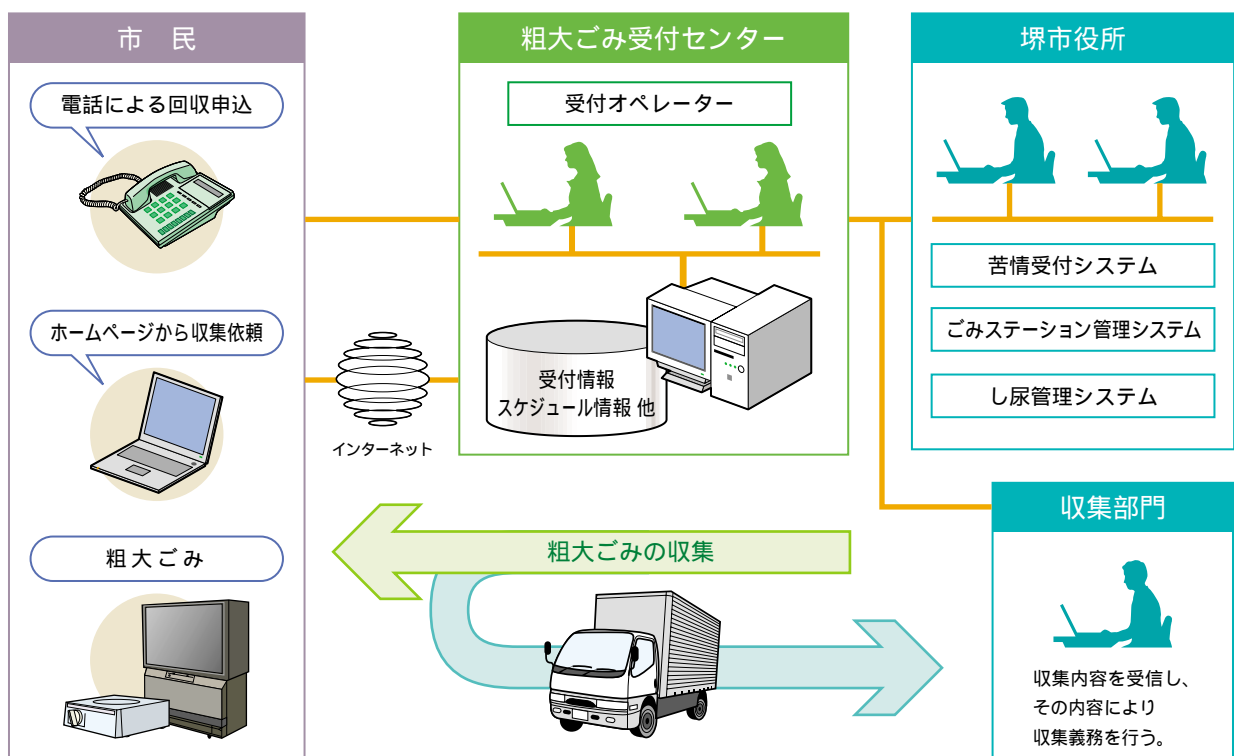 市　民
電話による回収申込
ホームページから収集依頼
粗大ごみ
インターネット
粗大ごみ受付センター
受付オペレーター
受付情報
スケジュール情報 他
堺市役所
苦情受付システム
ごみステーション管理システム
し尿管理システム
粗大ごみの収集
収集部門
収集内容を受信し、
その内容により
収集義務を行う。